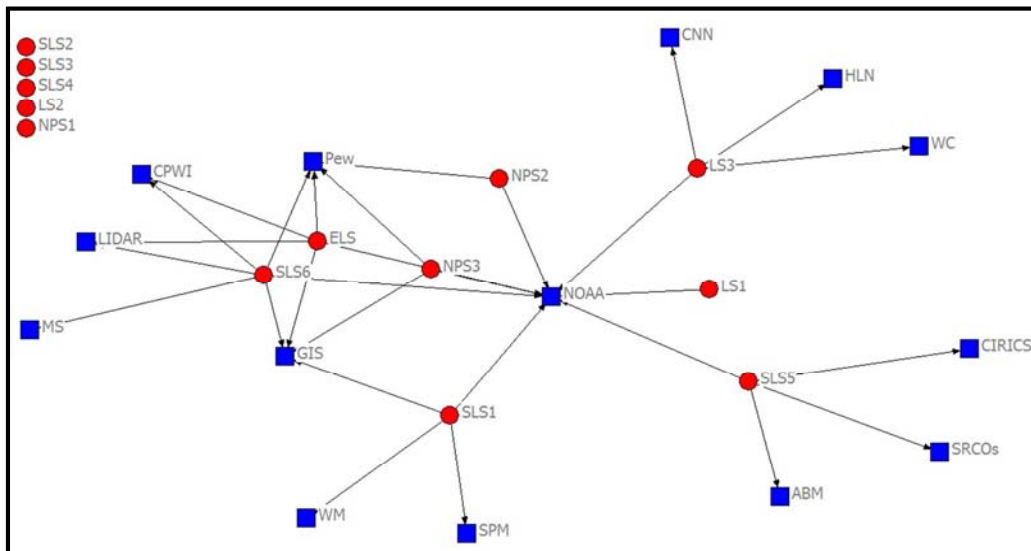 SLS2
SLS3
SLS4
LS2
NPS1
CNN
HLN
WC
LS3
Pew
NPS2
CPWI
LIDAR
ELS
SLS6
NPS3
NOAA
LS1
MS
GIS
CIRICS
SLS5
SLS1
SRCOs
ABM
WM
SPM